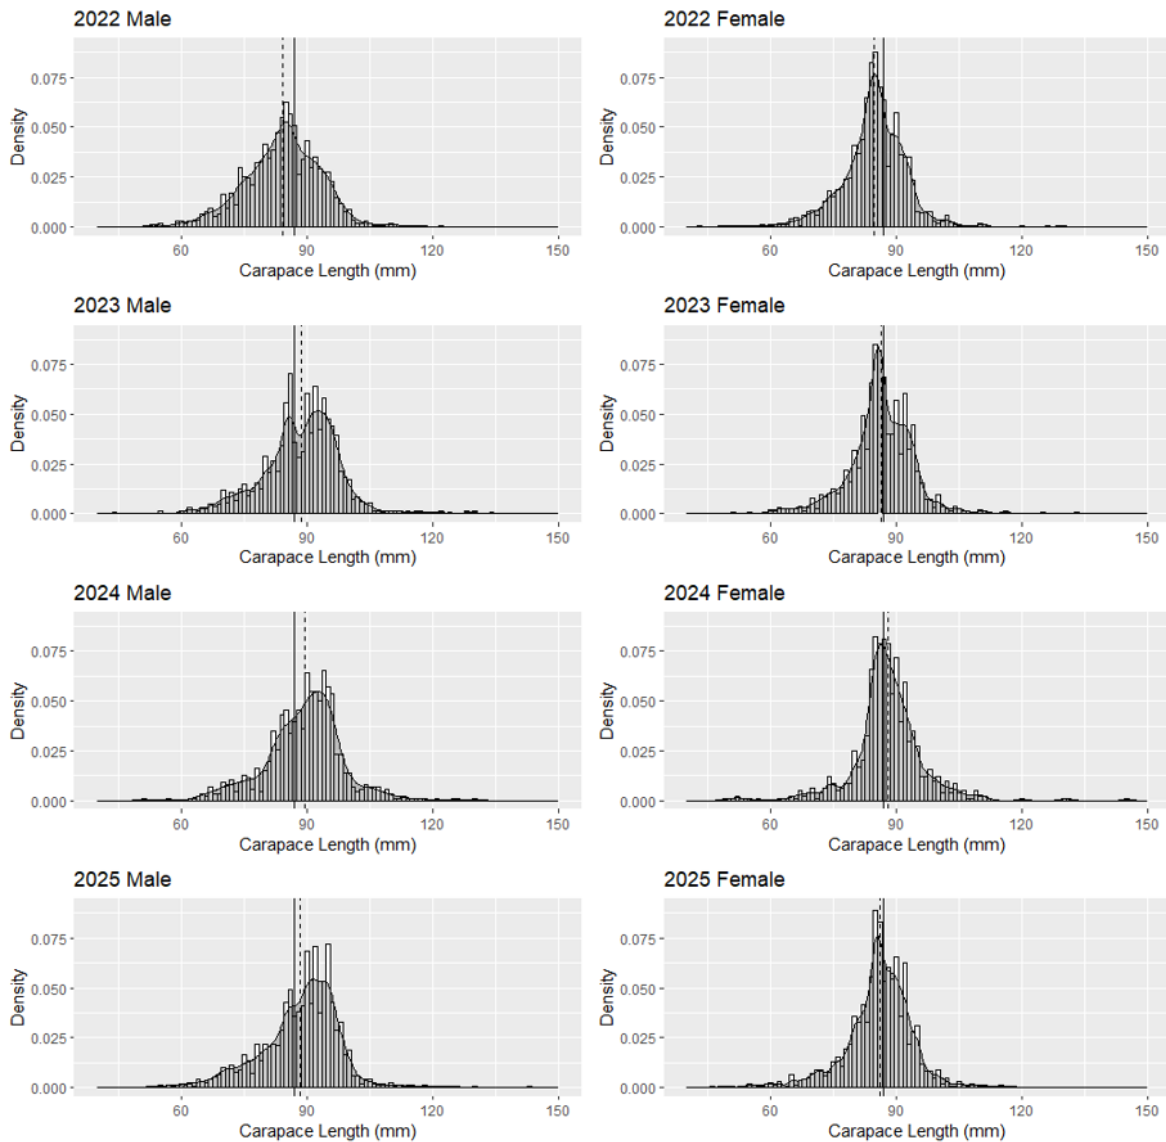 2022 Male
0.075
0.050
0.025
0.000
Density
60 90 120 150
Carapace Length (mm)
2022 Female
0.075
0.050
0.025
0.000
Density
60 90 120 150
Carapace Length (mm)
2023 Male
0.075
0.050
0.025
0.000
Density
60 90 120 150
Carapace Length (mm)
2023 Female
0.075
0.050
0.025
0.000
Density
60 90 120 150
Carapace Length (mm)
2024 Male
0.075
0.050
0.025
0.000
Density
60 90 120 150
Carapace Length (mm)
2024 Female
0.075
0.050
0.025
0.000
Density
60 90 120 150
Carapace Length (mm)
2025 Male
0.075
0.050
0.025
0.000
Density
60 90 120 150
Carapace Length (mm)
2025 Female
0.075
0.050
0.025
0.000
Density
60 90 120 150
Carapace Length (mm)